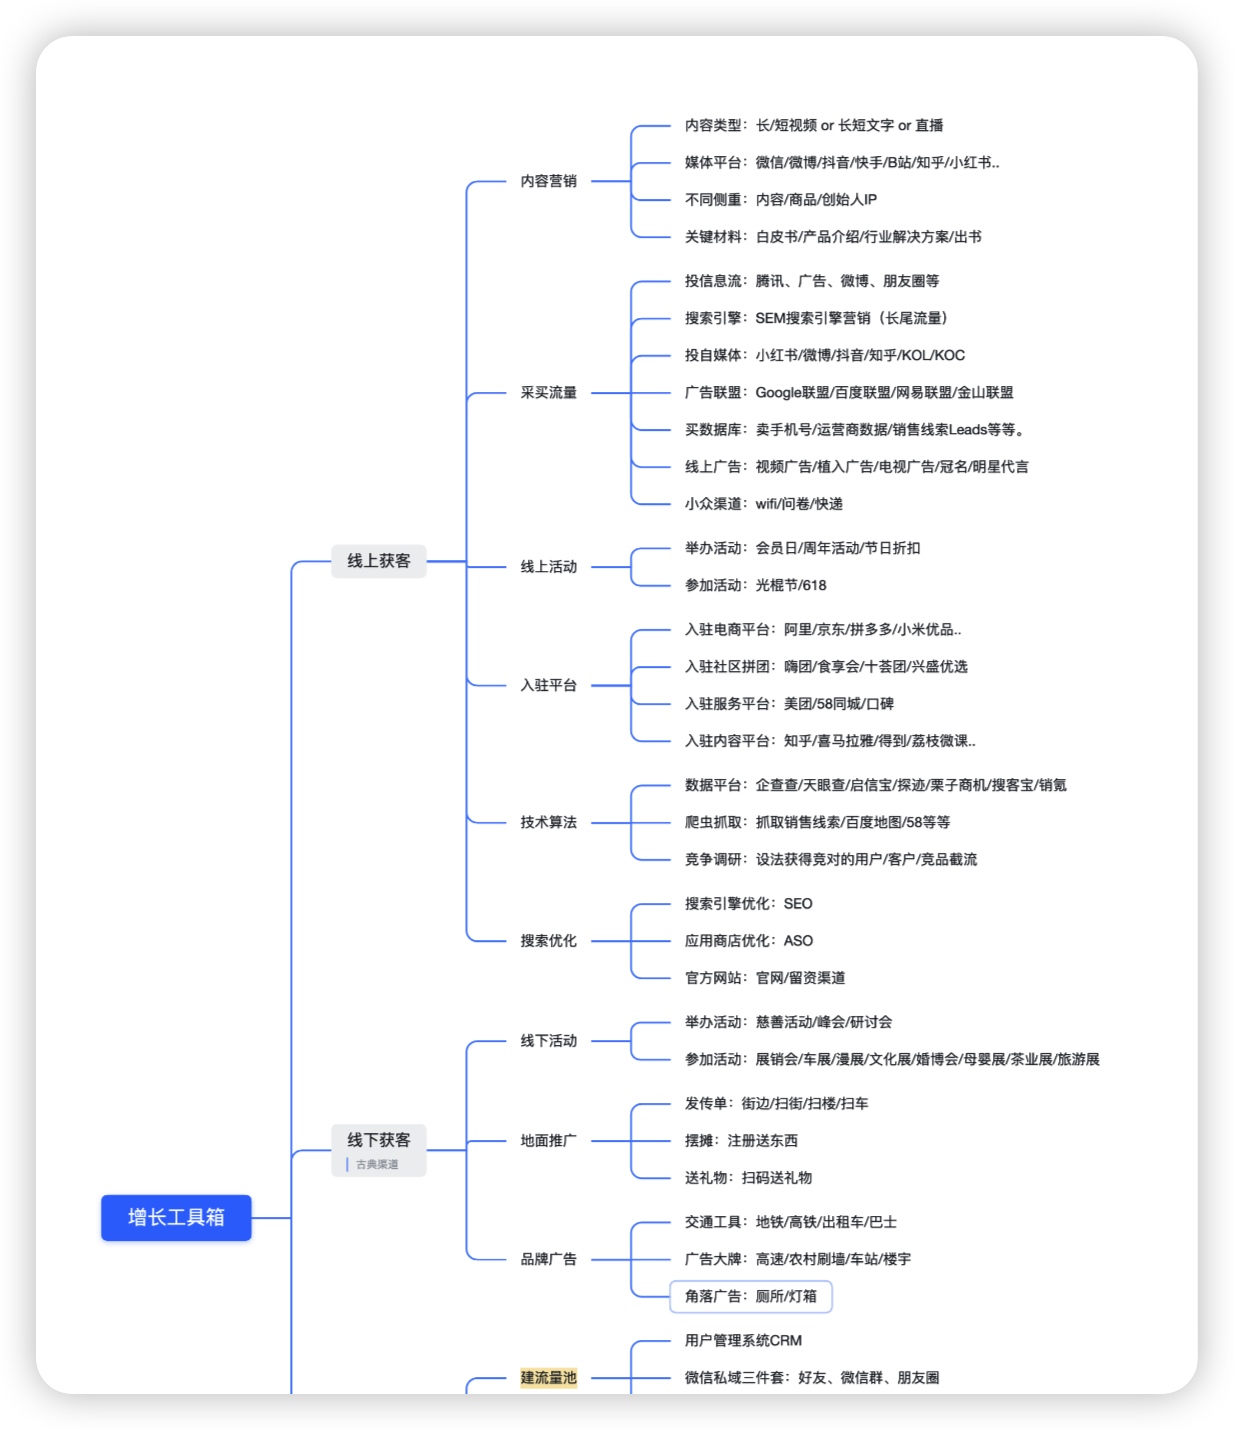 内容类型：长/短视频 or 长短文字 or 直播
媒体平台：微信/微博/抖音/快手/B站/知乎/小红书..
内容营销
不同侧重：内容/商品/创始人IP
关键材料：白皮书/产品介绍/行业解决方案/出书
投信息流：腾讯、广告、微博、朋友圈等
搜索引擎：SEM搜索引擎营销（长尾流量）
投自媒体：小红书/微博/抖音/知乎/KOL/KOC
采买流量
广告联盟：Google联盟/百度联盟/网易联盟/金山联盟
买数据库：卖手机号/运营商数据/销售线索Leads等等。
线上广告：视频广告/植入广告/电视广告/冠名/明星代言
小众渠道：wifi/问卷/快递
线上获客
举办活动：会员日/周年活动/节日折扣
线上活动
参加活动：光棍节/618
入驻电商平台：阿里/京东/拼多多/小米优品..
入驻社区拼团：嗨团/食享会/十荟团/兴盛优选
入驻平台
入驻服务平台：美团/58同城/口碑
入驻内容平台：知乎/喜马拉雅/得到/荔枝微课..
数据平台：企查查/天眼查/启信宝/探迹/栗子商机/搜客宝/销氪
技术算法
爬虫抓取：抓取销售线索/百度地图/58等等
竞争调研：设法获得竞对的用户/客户/竞品截流
搜索引擎优化：SEO
搜索优化
应用商店优化：ASO
官方网站：官网/留资渠道
举办活动：慈善活动/峰会/研讨会
线下活动
参加活动：展销会/车展/漫展/文化展/婚博会/母婴展/茶业展/旅游展
发传单：街边/扫街/扫楼/扫车
线下获客
古典渠道
地面推广
摆摊：注册送东西
送礼物：扫码送礼物
增长工具箱
交通工具：地铁/高铁/出租车/巴士
品牌广告
广告大牌：高速/农村刷墙/车站/楼宇
角落广告：厕所/灯箱
用户管理系统CRM
建流量池
微信私域三件套：好友、微信群、朋友圈